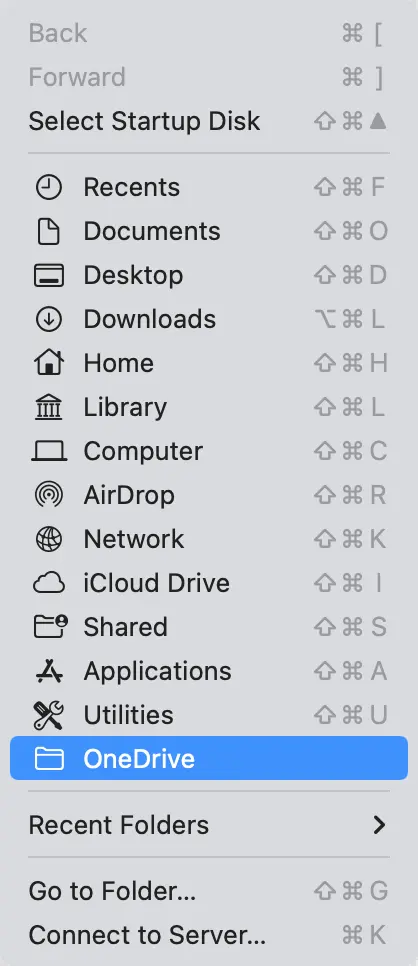 Back ⌘ [
Forward ⌘ ]
Select Startup Disk ⇧ ⌘ ▲
Recents ⇧ ⌘ F
Documents ⇧ ⌘ O
Desktop ⇧ ⌘ D
Downloads ⌥ ⌘ L
Home ⇧ ⌘ H
Library ⇧ ⌘ L
Computer ⇧ ⌘ C
AirDrop ⇧ ⌘ R
Network ⇧ ⌘ K
iCloud Drive ⇧ ⌘ I
Shared ⇧ ⌘ S
Applications ⇧ ⌘ A
Utilities ⇧ ⌘ U
OneDrive
Recent Folders
Go to Folder... ⇧ ⌘ G
Connect to Server... ⌘ K